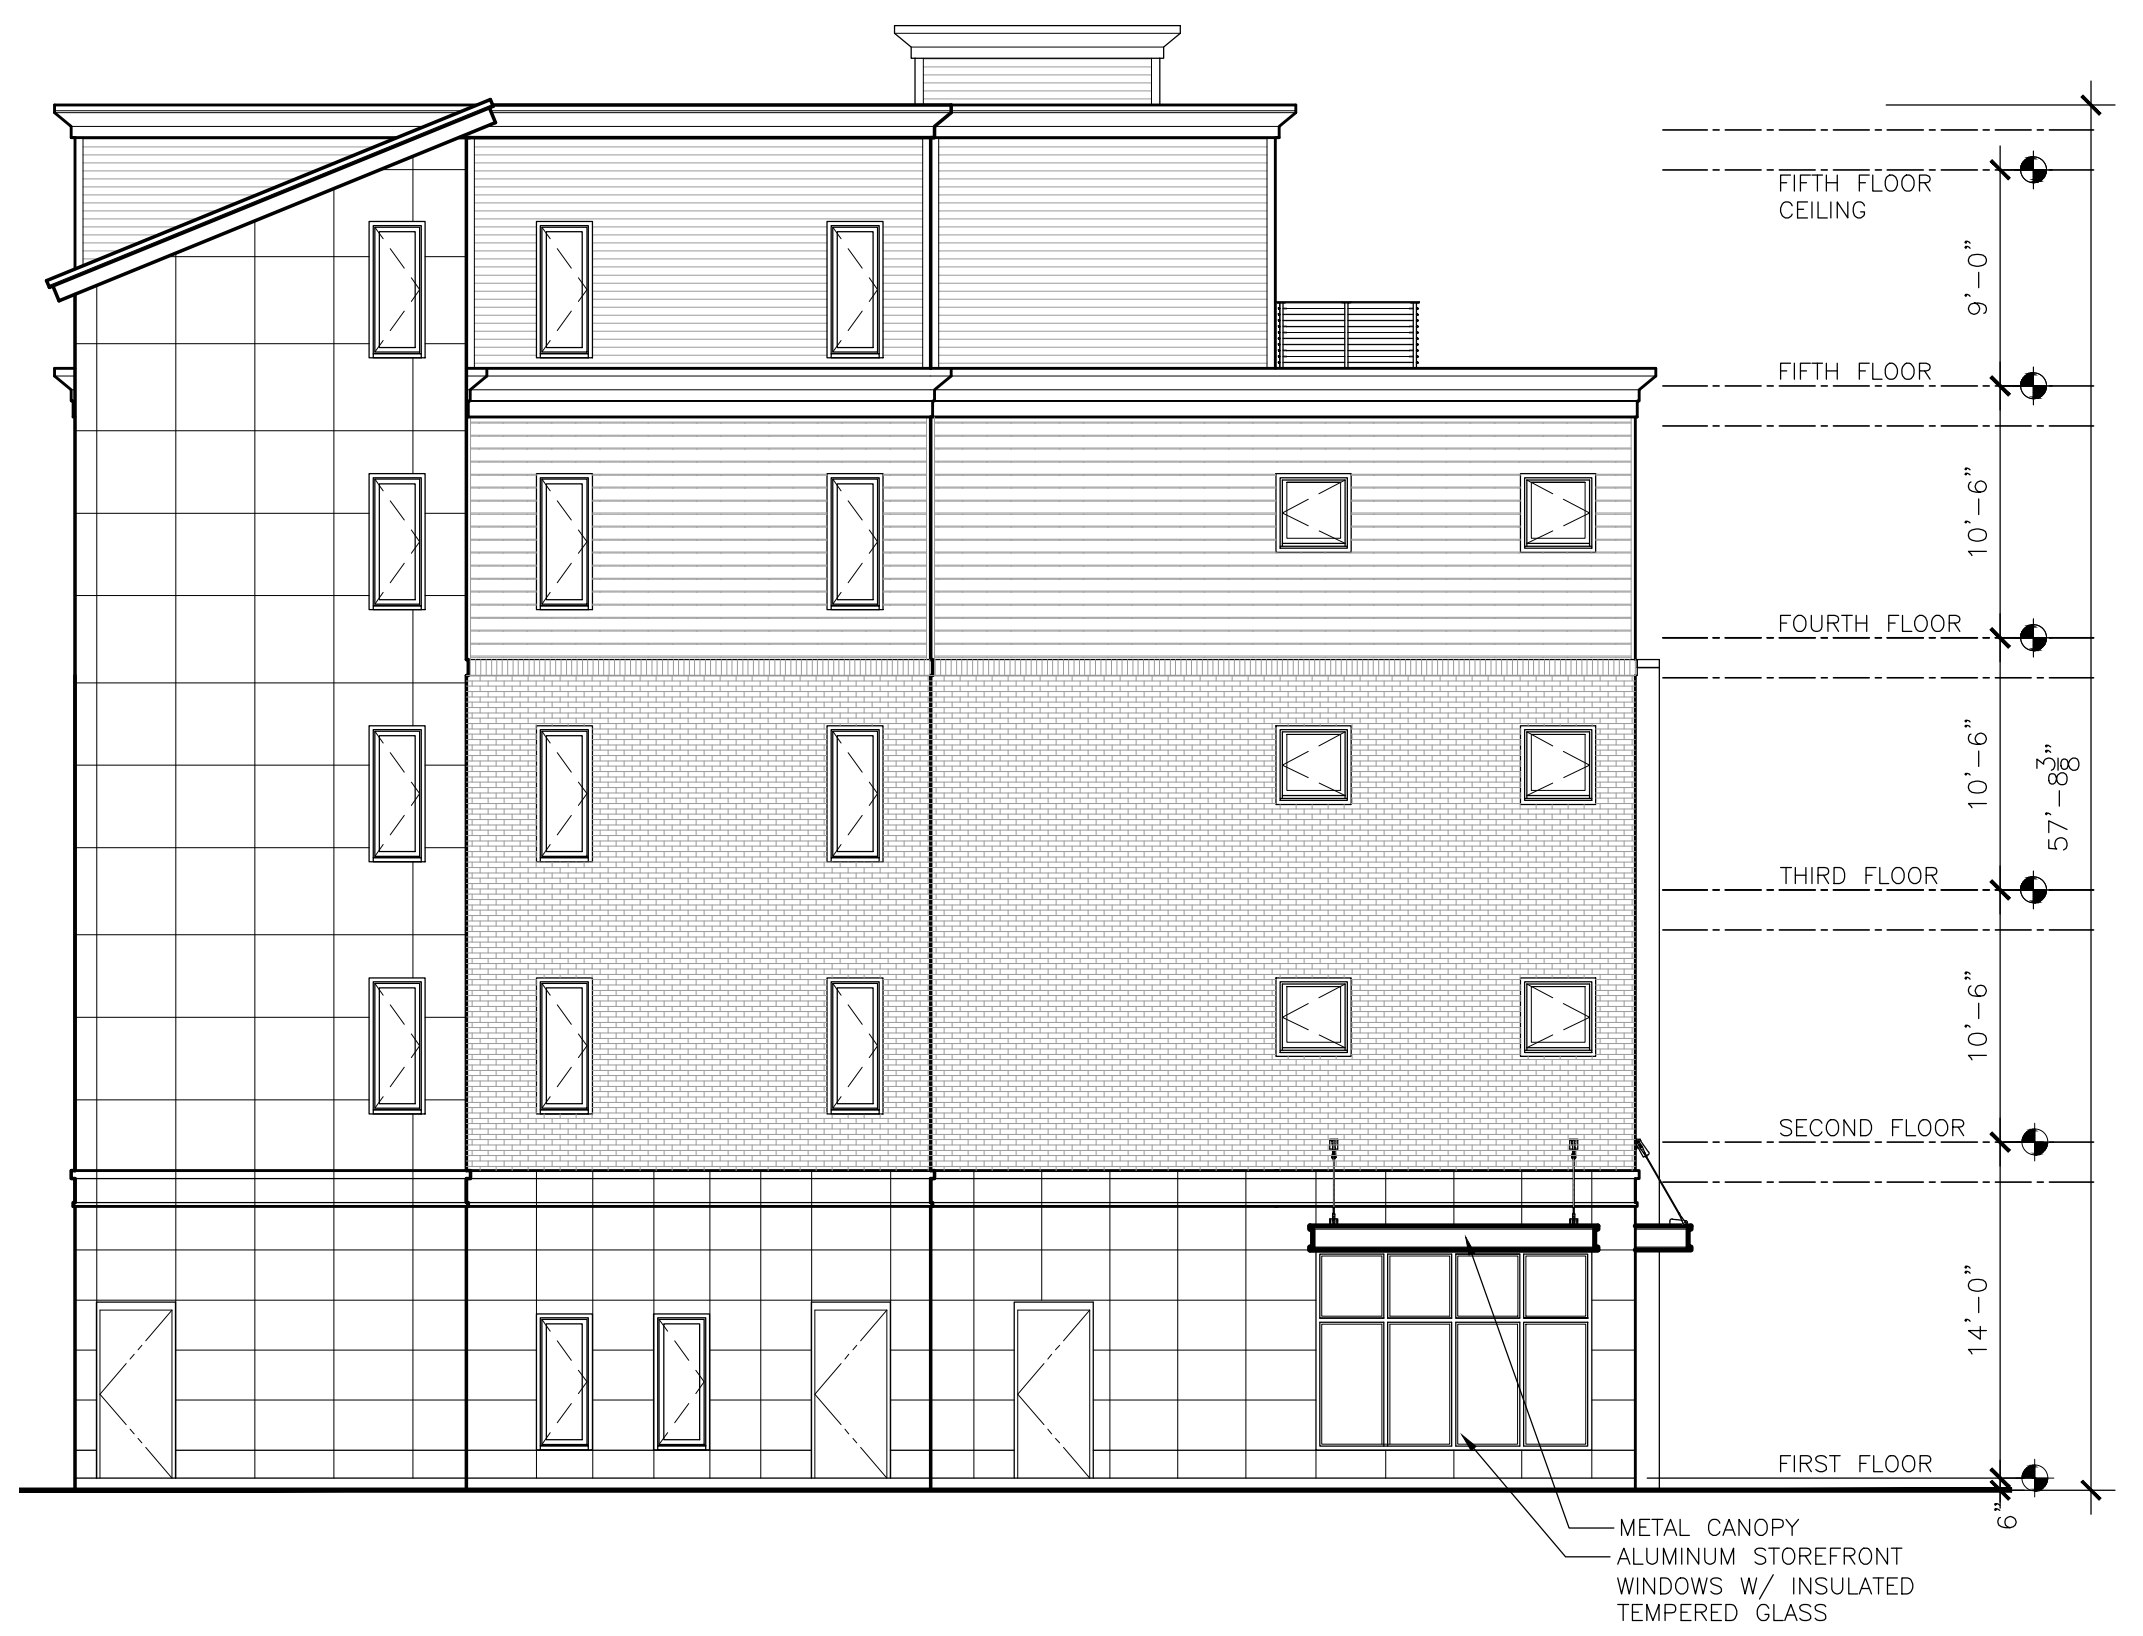 FIFTH FLOOR
CEILING
9'-0"
FIFTH FLOOR
10'-6"
FOURTH FLOOR
10'-6"
57'-8 3/8"
THIRD FLOOR
10'-6"
SECOND FLOOR
14'-0"
FIRST FLOOR
6"
METAL CANOPY
ALUMINUM STOREFRONT
WINDOWS W/ INSULATED
TEMPERED GLASS